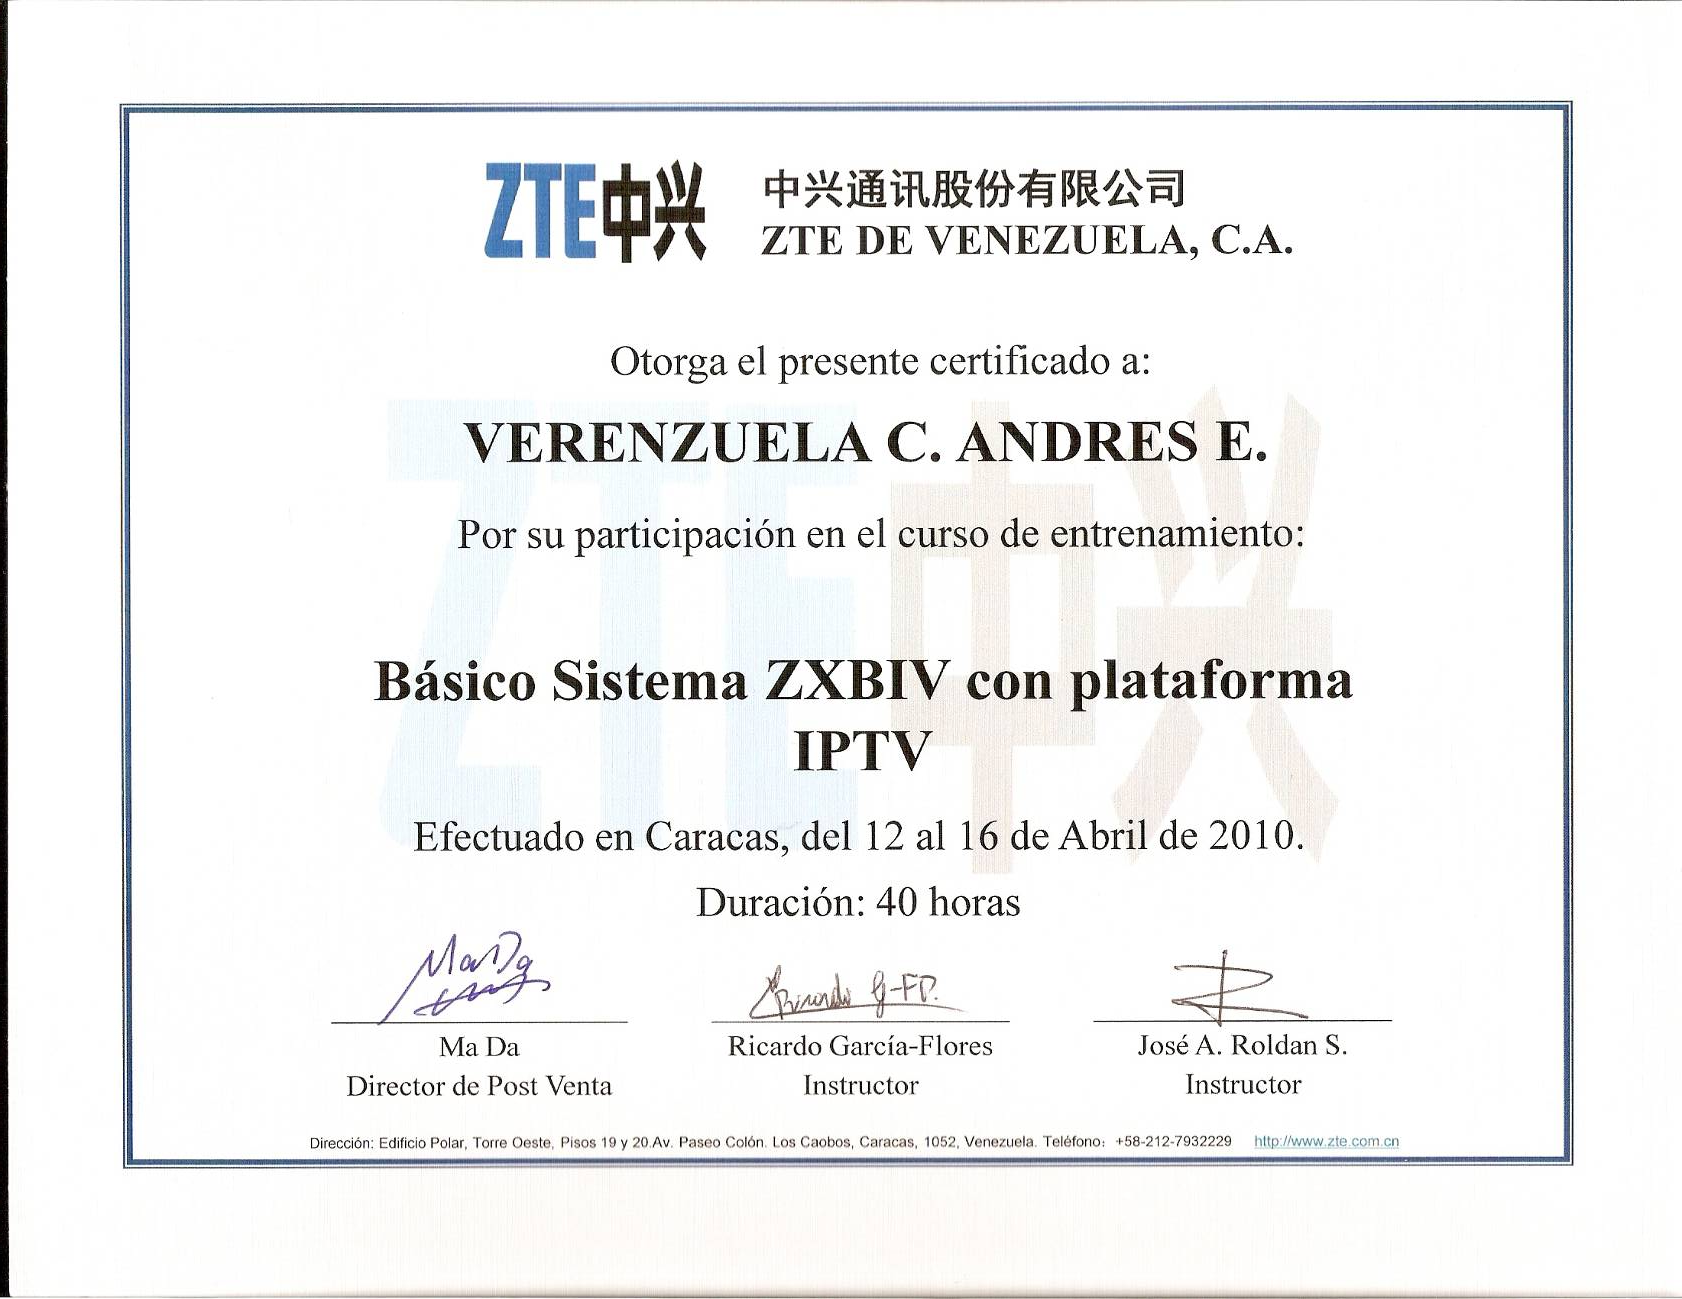 ZTE中兴
中兴通讯股份有限公司
ZTE DE VENEZUELA, C.A.
Otorga el presente certificado a:
VERENZUELA C. ANDRES E.
Por su participación en el curso de entrenamiento:
Básico Sistema ZXBIV con plataforma
IPTV
Efectuado en Caracas, del 12 al 16 de Abril de 2010.
Duración: 40 horas
Ma Da
Ricardo G-FP.
Ma Da
Ricardo García-Flores
José A. Roldan S.
Director de Post Venta
Instructor
Instructor
Dirección: Edificio Polar, Torre Oeste, Pisos 19 y 20.Av. Paseo Colón. Los Caobos, Caracas, 1052, Venezuela. Teléfono: +58-212-7932229 http://www.zte.com.cn